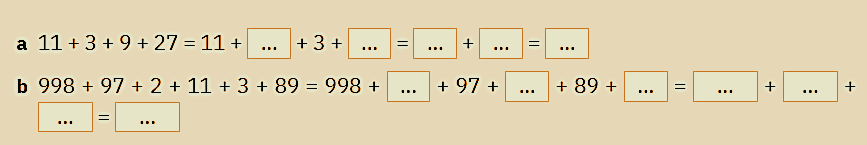 a 11 + 3 + 9 + 27 = 11 + ... + 3 + ... = ... + ... = ...
b 998 + 97 + 2 + 11 + 3 + 89 = 998 + ... + 97 + ... + 89 + ... = ... + ... +
... = ...